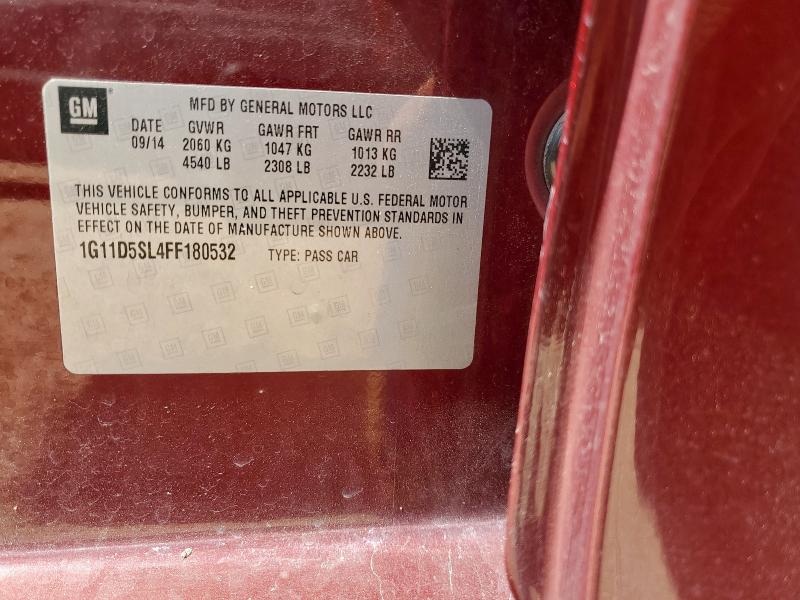 GM
MFD BY GENERAL MOTORS LLC
DATE GVWR GAWR FRT GAWR RR
09/14 2060 KG 1047 KG 1013 KG
4540 LB 2308 LB 2232 LB
THIS VEHICLE CONFORMS TO ALL APPLICABLE U.S. FEDERAL MOTOR
VEHICLE SAFETY, BUMPER, AND THEFT PREVENTION STANDARDS IN
EFFECT ON THE DATE OF MANUFACTURE SHOWN ABOVE.
1G11D5SL4FF180532 TYPE: PASS CAR